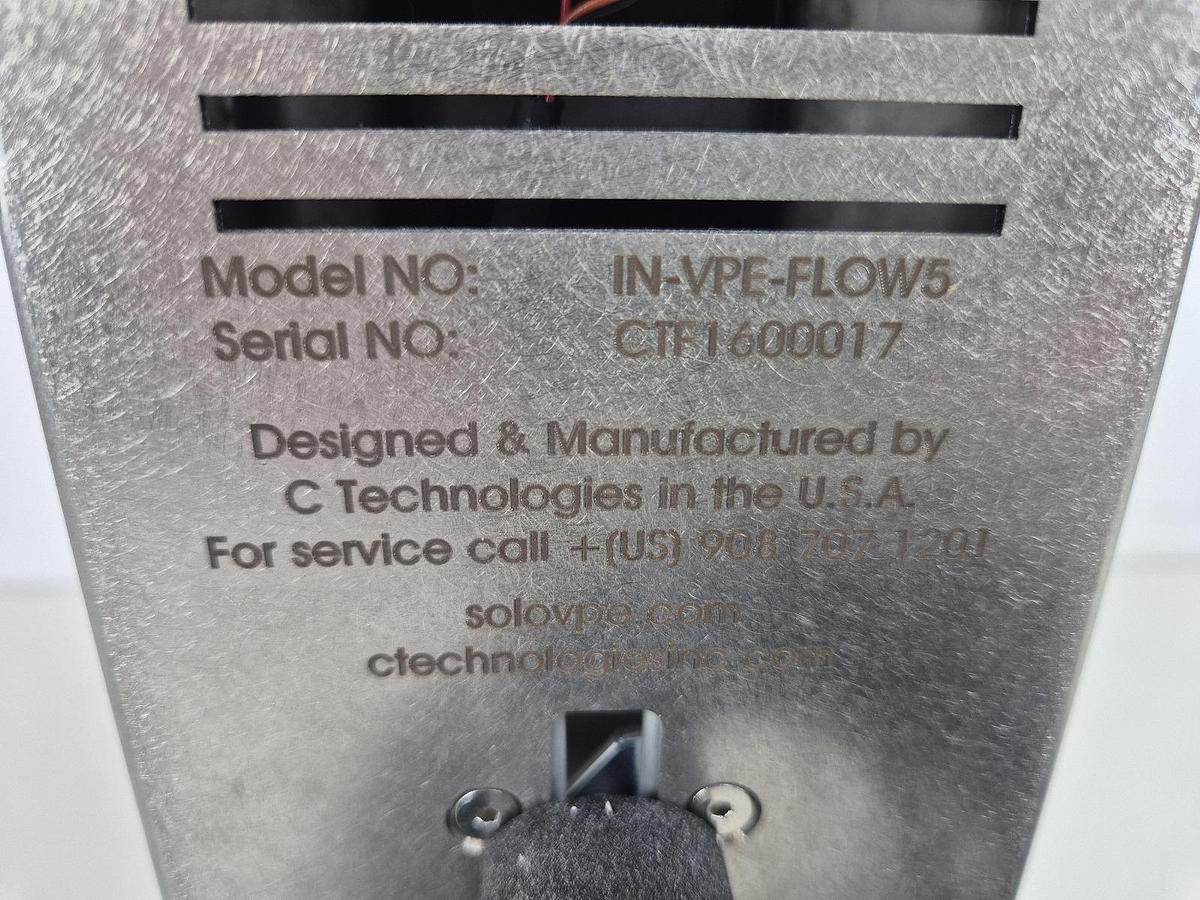 Model NO: IN-VPE-FLOW5
Serial NO: CTF1600017
Designed & Manufactured by
C Technologies in the U.S.A.
For service call +(US) 908 707 1201
solovpe.com
ctechnologiesinc.com